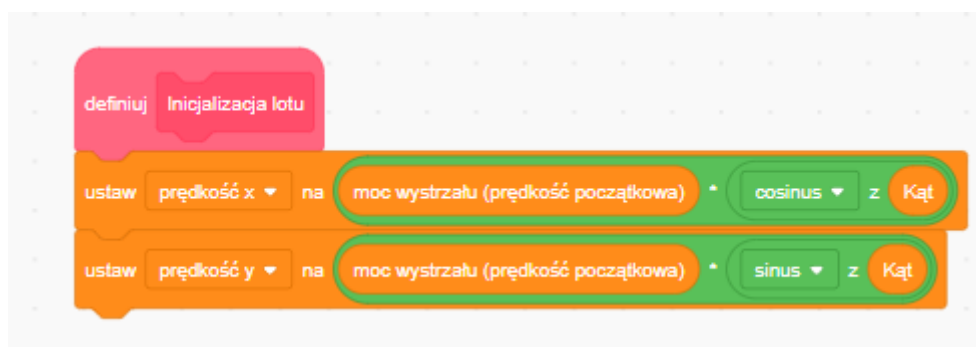 definiuj Inicjalizacja lotu
ustaw prędkość x na moc wystrzału (prędkość początkowa) * cosinus z Kąt
ustaw prędkość y na moc wystrzału (prędkość początkowa) * sinus z Kąt